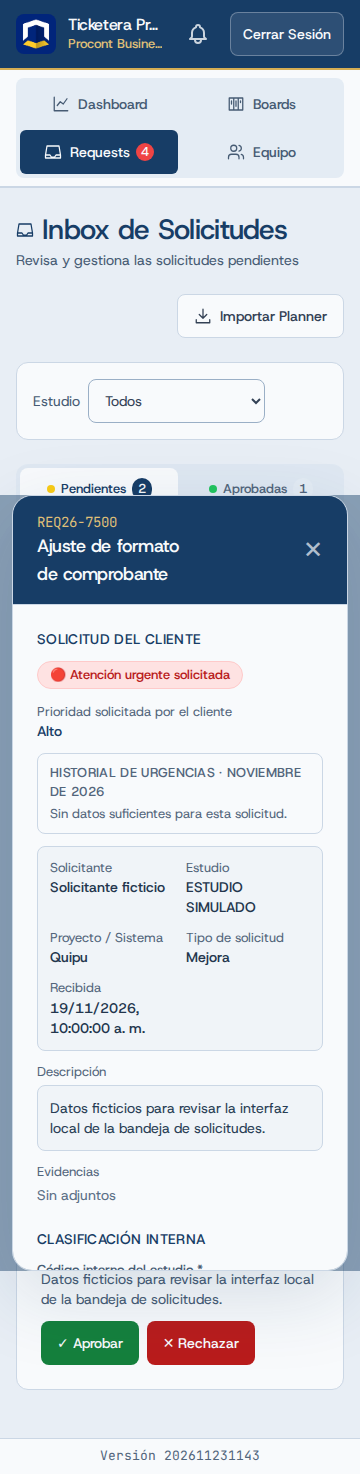 Ticketera Pr...
Procont Busine...
Cerrar Sesión
Dashboard
Boards
Requests 4
Equipo
Inbox de Solicitudes
Revisa y gestiona las solicitudes pendientes
Importar Planner
Estudio Todos
Pendientes 2
Aprobadas 1
REQ26-7500
Ajuste de formato
de comprobante
SOLICITUD DEL CLIENTE
Atención urgente solicitada
Prioridad solicitada por el cliente
Alto
HISTORIAL DE URGENCIAS · NOVIEMBRE
DE 2026
Sin datos suficientes para esta solicitud.
Solicitante
Solicitante ficticio
Estudio
ESTUDIO
SIMULADO
Proyecto / Sistema
Quipu
Tipo de solicitud
Mejora
Recibida
19/11/2026,
10:00:00 a. m.
Descripción
Datos ficticios para revisar la interfaz
local de la bandeja de solicitudes.
Evidencias
Sin adjuntos
CLASIFICACIÓN INTERNA
Código interno del estudio *
Datos ficticios para revisar la interfaz local
de la bandeja de solicitudes.
✓ Aprobar
✕ Rechazar
Versión 202611231143